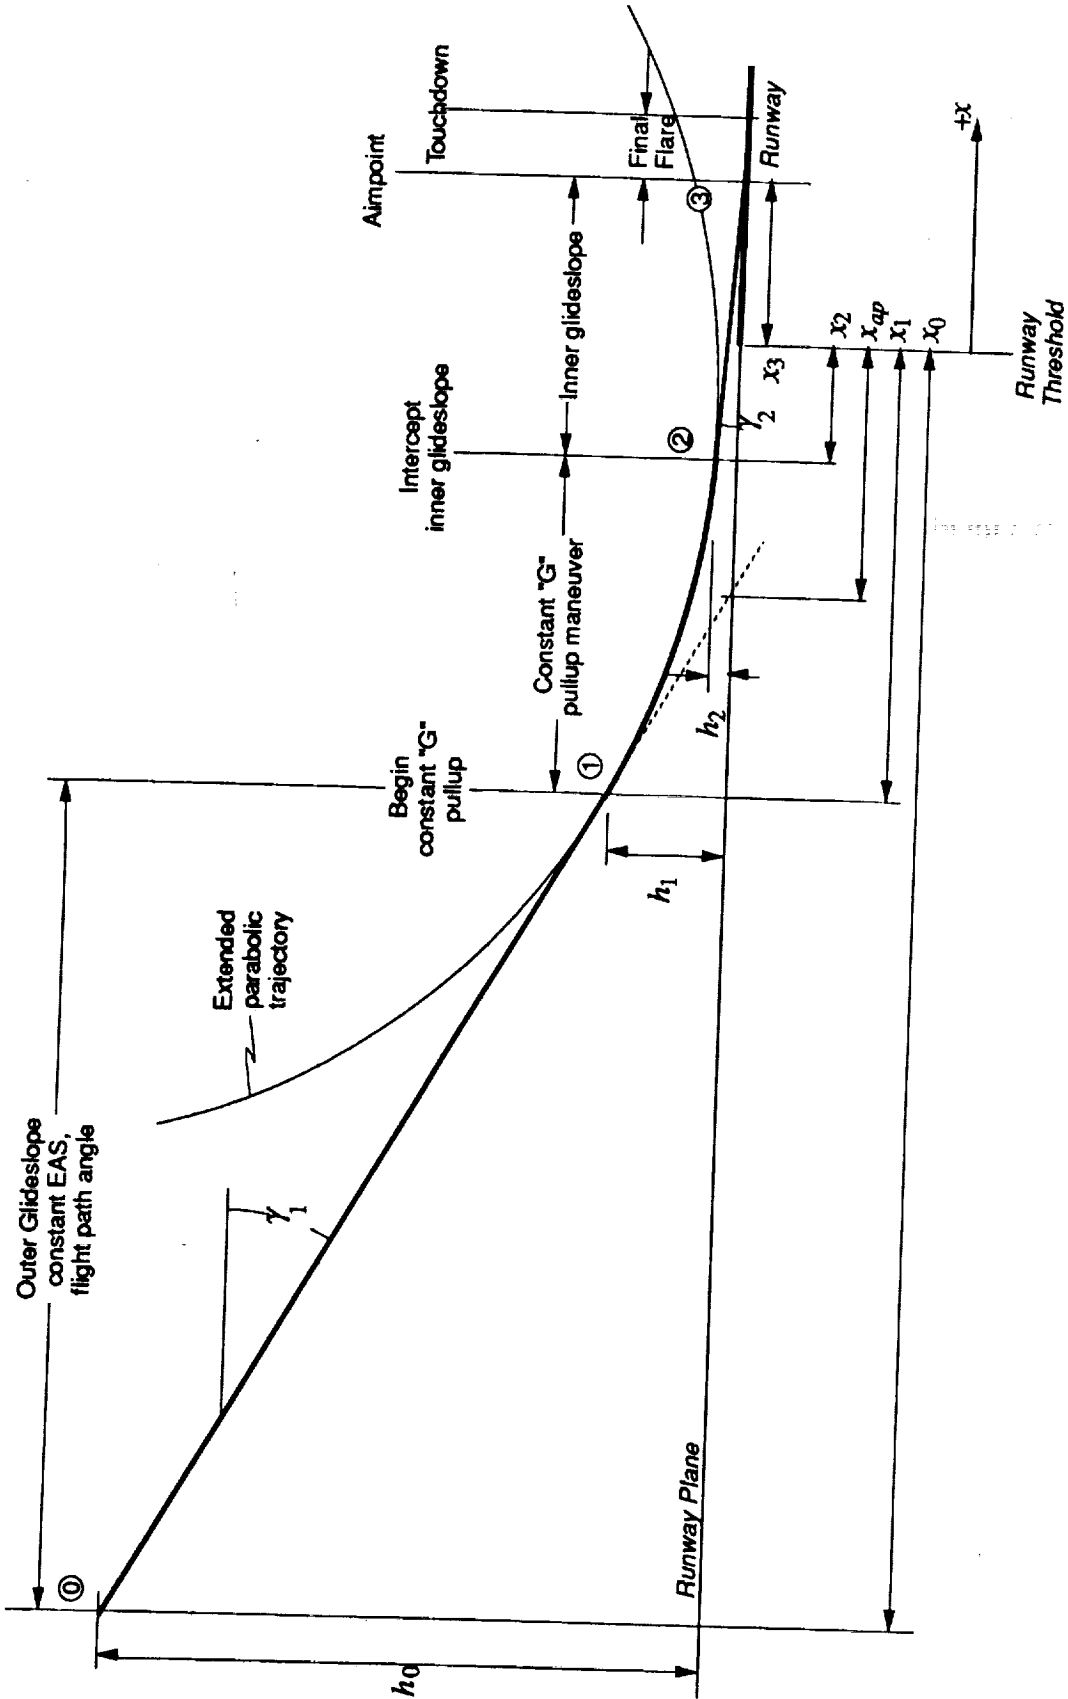 Outer Glideslope
constant EAS,
flight path angle
⓪
h0
γ1
Extended
parabolic
trajectory
Begin
constant "G"
pullup
①
h1
Constant "G"
pullup maneuver
h2
Intercept
inner glideslope
②
γ2
Inner glideslope
Aimpoint
Touchdown
③
Final
Flare
Runway
Runway Plane
x3
x2
xap
x1
x0
+x
Runway
Threshold